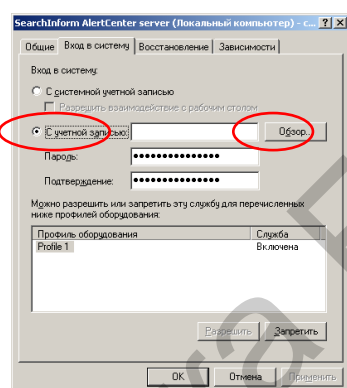 SearchInform AlertCenter server (Локальный компьютер) - с...
Общие Вход в систему Восстановление Зависимости
Вход в систему:
С системной учетной записью
Разрешить взаимодействие с рабочим столом
С учетной записью: Обзор...
Пароль: •••••••••••••••
Подтверждение: •••••••••••••••
Можно разрешить или запретить эту службу для перечисленных
ниже профилей оборудования:
Профиль оборудования Служба
Profile 1 Включена
Разрешить Запретить
OK Отмена Применить